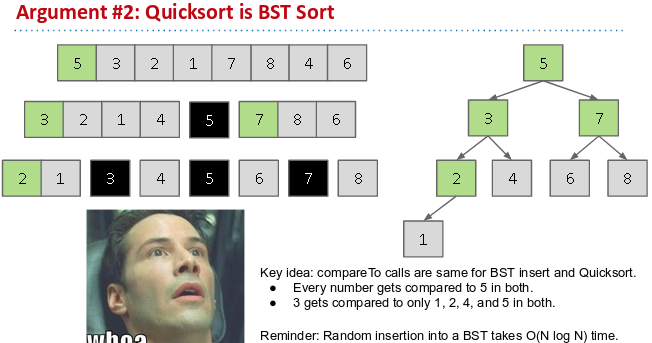 Argument #2: Quicksort is BST Sort
5 3 2 1 7 8 4 6
5
3 2 1 4 5 7 8 6
3 7
2 1 3 4 5 6 7 8
2 4 6 8
1
whoa
Key idea: compareTo calls are same for BST insert and Quicksort.
● Every number gets compared to 5 in both.
● 3 gets compared to only 1, 2, 4, and 5 in both.
Reminder: Random insertion into a BST takes O(N log N) time.